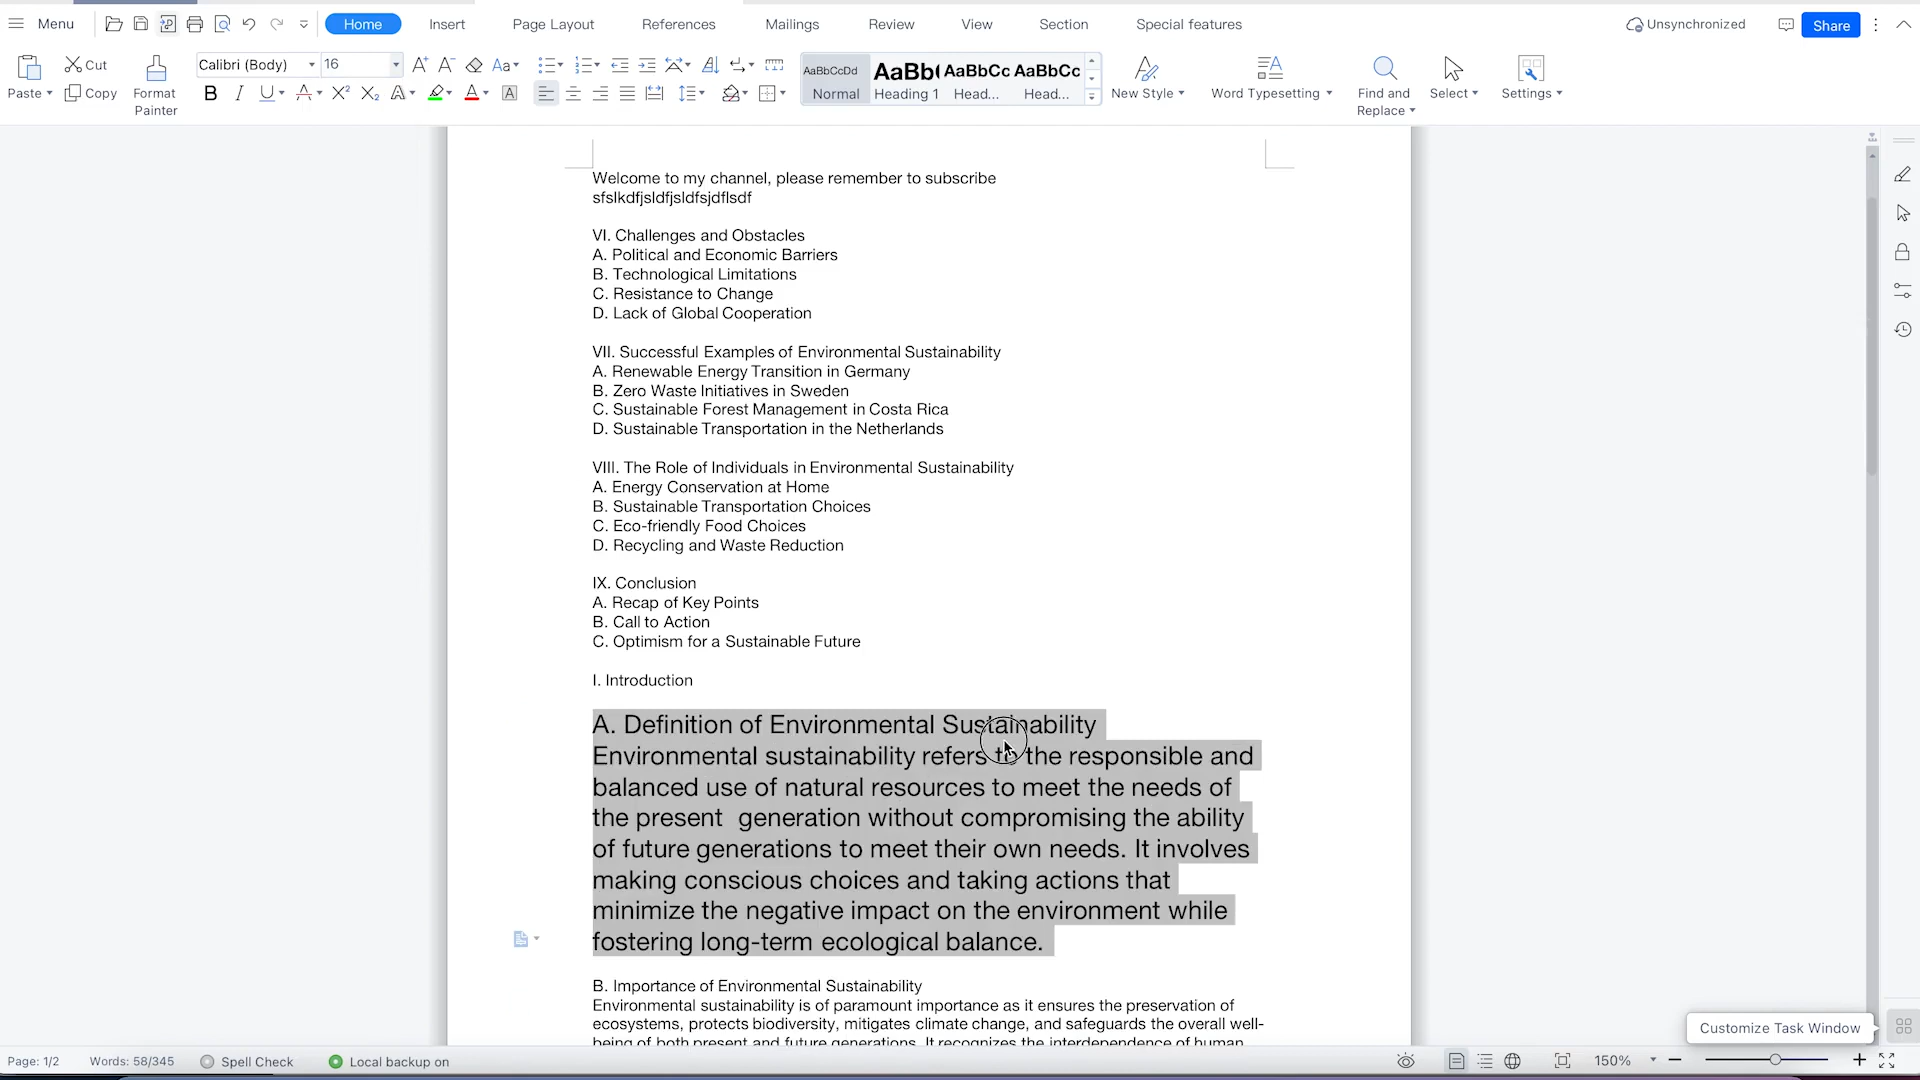 Menu Home Insert Page Layout References Mailings Review View Section Special features Unsynchronized Share
Cut Calibri (Body) 16 AaBbCcDd AaBb( AaBbCc AaBbCc
Paste Copy Format Painter Normal Heading 1 Head... Head... New Style Word Typesetting Find and Replace Select Settings
Welcome to my channel, please remember to subscribe
sfslkdfjsldfjsldfsjdflsdf
VI. Challenges and Obstacles
A. Political and Economic Barriers
B. Technological Limitations
C. Resistance to Change
D. Lack of Global Cooperation
VII. Successful Examples of Environmental Sustainability
A. Renewable Energy Transition in Germany
B. Zero Waste Initiatives in Sweden
C. Sustainable Forest Management in Costa Rica
D. Sustainable Transportation in the Netherlands
VIII. The Role of Individuals in Environmental Sustainability
A. Energy Conservation at Home
B. Sustainable Transportation Choices
C. Eco-friendly Food Choices
D. Recycling and Waste Reduction
IX. Conclusion
A. Recap of Key Points
B. Call to Action
C. Optimism for a Sustainable Future
I. Introduction
A. Definition of Environmental Sustainability
Environmental sustainability refers to the responsible and
balanced use of natural resources to meet the needs of
the present  generation without compromising the ability
of future generations to meet their own needs. It involves
making conscious choices and taking actions that
minimize the negative impact on the environment while
fostering long-term ecological balance.
B. Importance of Environmental Sustainability
Environmental sustainability is of paramount importance as it ensures the preservation of
ecosystems, protects biodiversity, mitigates climate change, and safeguards the overall well-
being of both present and future generations. It recognizes the interdependence of human
Customize Task Window
Page: 1/2 Words: 58/345 Spell Check Local backup on 150%